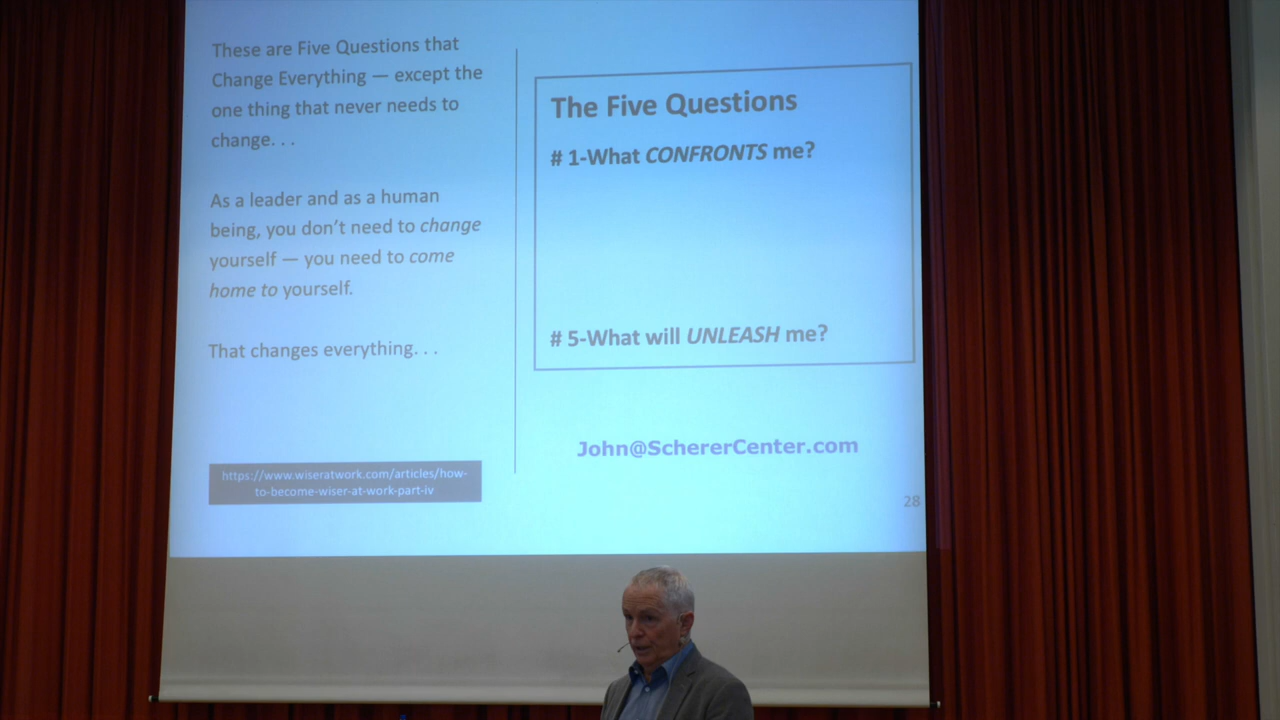 These are Five Questions that
Change Everything — except the
one thing that never needs to
change. . .
As a leader and as a human
being, you don't need to change
yourself — you need to come
home to yourself.
That changes everything. . .
https://www.wiseratwork.com/articles/how-
to-become-wiser-at-work-part-iv
The Five Questions
# 1-What CONFRONTS me?
# 5-What will UNLEASH me?
John@SchererCenter.com
28